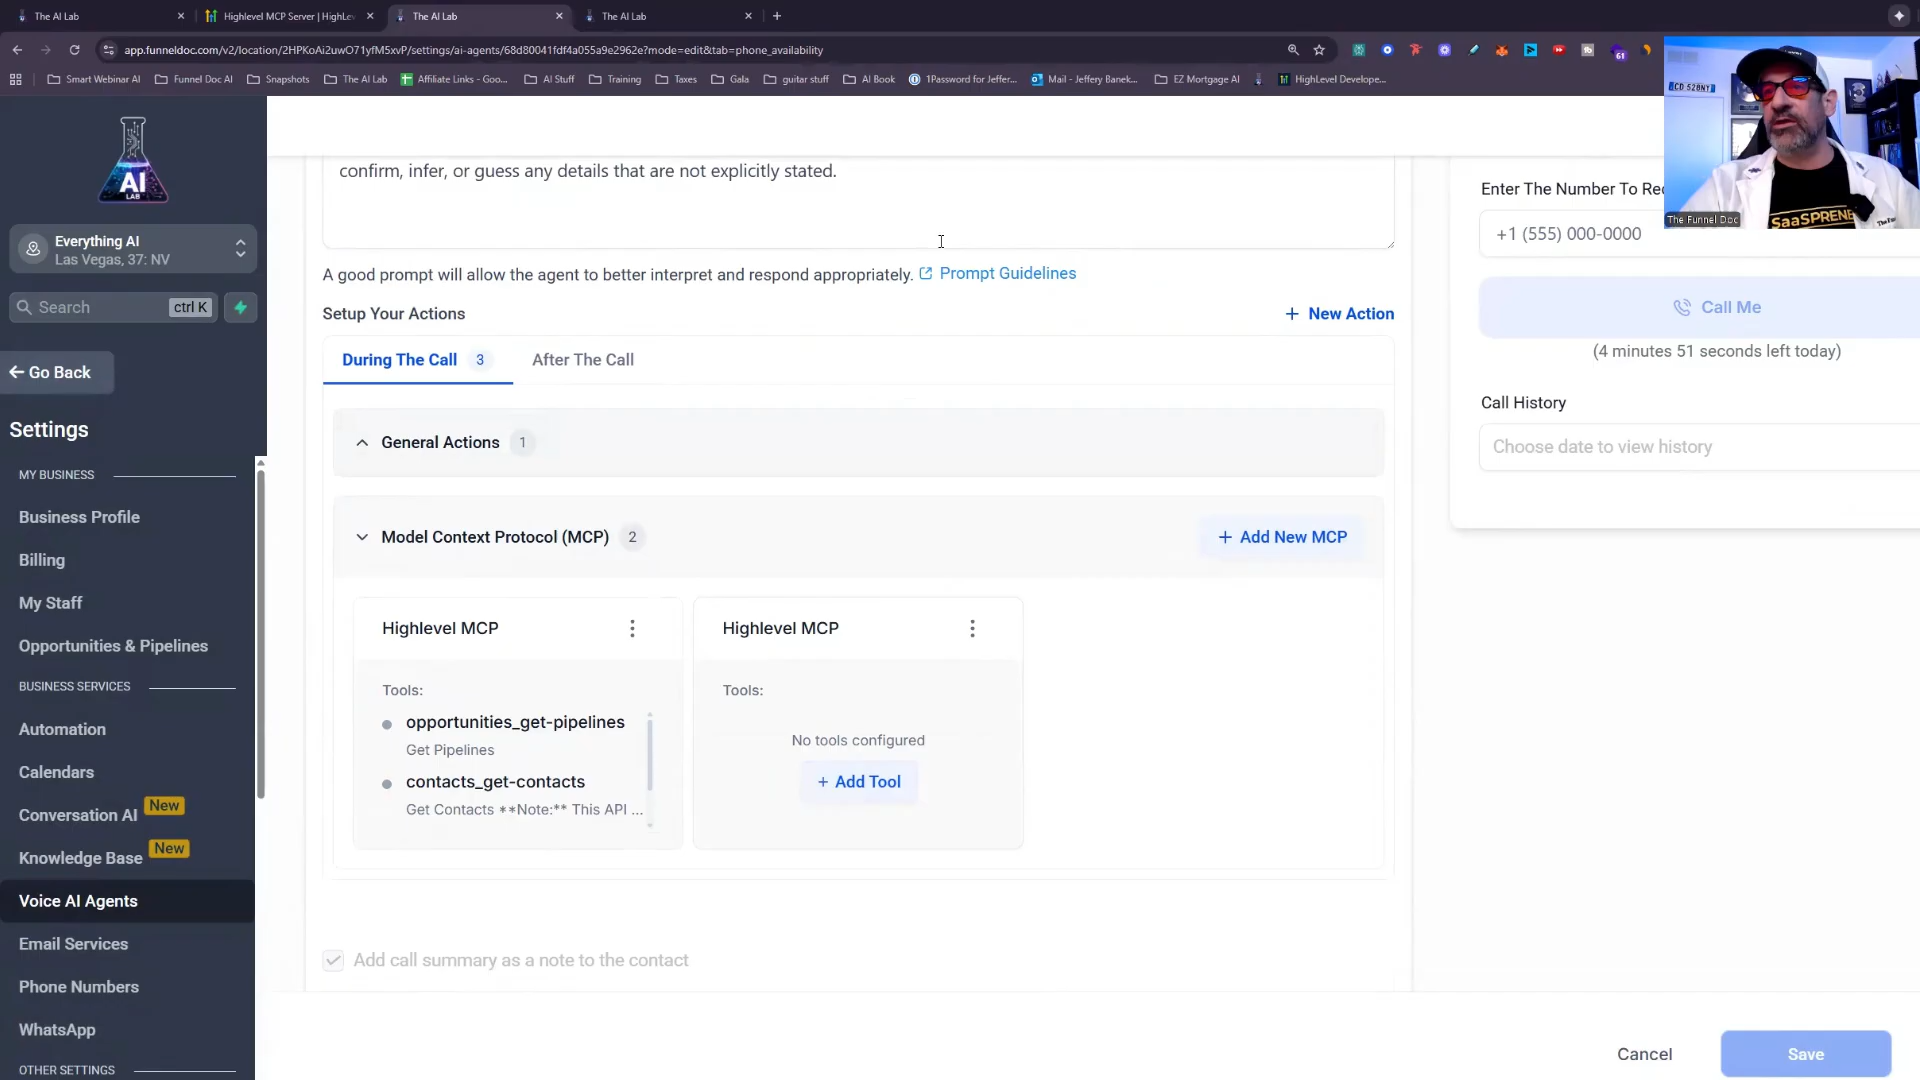 The AI Lab
Highlevel MCP Server | HighLev
The AI Lab
The AI Lab
app.funneldoc.com/v2/location/2HPKoAi2uwO71yfM5xvP/settings/ai-agents/68d80041fdf4a055a9e2962e?mode=edit&tab=phone_availability
61
Smart Webinar AI
Funnel Doc AI
Snapshots
The AI Lab
Affiliate Links - Goo...
AI Stuff
Training
Taxes
Gala
guitar stuff
AI Book
1Password for Jeffer...
Mail - Jeffery Banek...
EZ Mortgage AI
HighLevel Develope...
AI
LAB
Everything AI
Las Vegas, 37: NV
Search
ctrl K
Go Back
Settings
MY BUSINESS
Business Profile
Billing
My Staff
Opportunities & Pipelines
BUSINESS SERVICES
Automation
Calendars
Conversation AI
New
Knowledge Base
New
Voice AI Agents
Email Services
Phone Numbers
WhatsApp
OTHER SETTINGS
confirm, infer, or guess any details that are not explicitly stated.
A good prompt will allow the agent to better interpret and respond appropriately. Prompt Guidelines
Setup Your Actions
+ New Action
During The Call 3
After The Call
General Actions 1
Model Context Protocol (MCP) 2
+ Add New MCP
Highlevel MCP
Tools:
opportunities_get-pipelines
Get Pipelines
contacts_get-contacts
Get Contacts **Note:** This API ...
Highlevel MCP
Tools:
No tools configured
+ Add Tool
Add call summary as a note to the contact
Cancel
Save
Enter The Number To Rec
+1 (555) 000-0000
Call Me
(4 minutes 51 seconds left today)
Call History
Choose date to view history
The Funnel Doc
SaaSPRENE